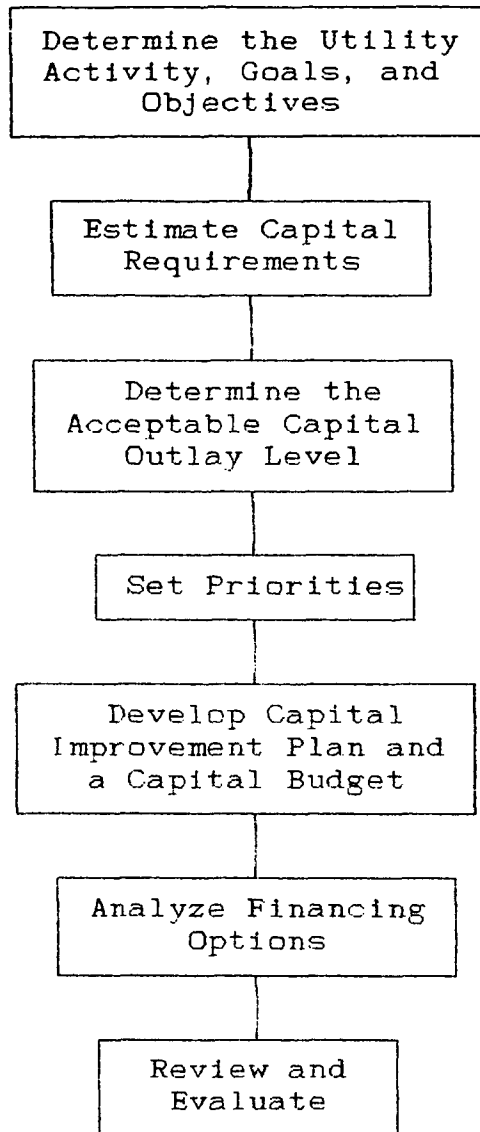 Determine the Utility
Activity, Goals, and
Objectives
Estimate Capital
Requirements
Determine the
Acceptable Capital
Outlay Level
Set Priorities
Develop Capital
Improvement Plan and
a Capital Budget
Analyze Financing
Options
Review and
Evaluate